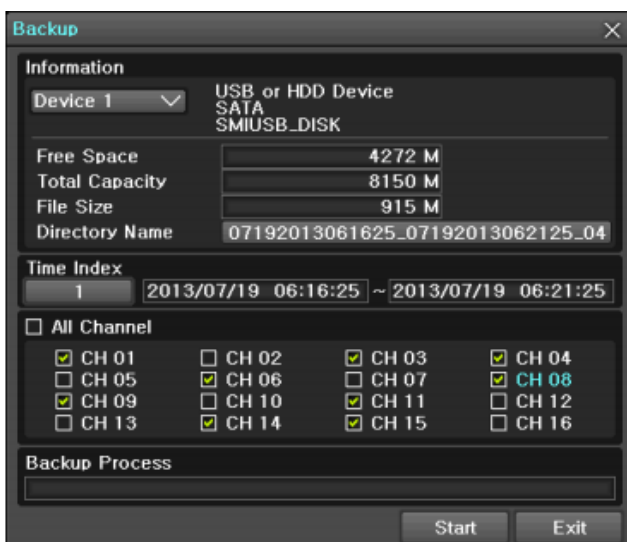 Backup
Information
Device 1
USB or HDD Device
SATA
SMIUSB_DISK
Free Space 4272 M
Total Capacity 8150 M
File Size 915 M
Directory Name 07192013061625_07192013062125_04
Time Index
1 2013/07/19 06:16:25 ~ 2013/07/19 06:21:25
All Channel
CH 01 CH 02 CH 03 CH 04
CH 05 CH 06 CH 07 CH 08
CH 09 CH 10 CH 11 CH 12
CH 13 CH 14 CH 15 CH 16
Backup Process
Start Exit